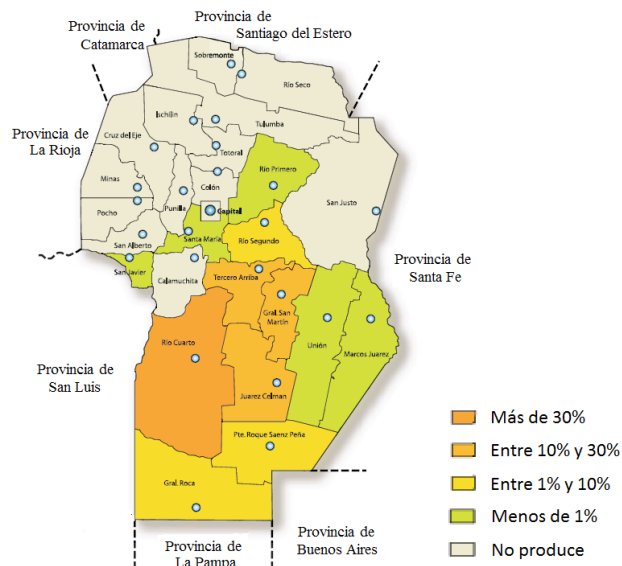 Provincia de
Catamarca
Provincia de
Santiago del Estero
Sobremonte
Río Seco
Ischilín
Tulumba
Provincia de
La Rioja
Cruz del Eje
Totoral
Río Primero
Minas
Colón
San Justo
Pocho
Punilla
Capital
San Alberto
Santa María
Río Segundo
San Javier
Calamuchita
Tercero Arriba
Provincia de
Santa Fe
Gral. San
Martín
Unión
Río Cuarto
Marcos Juarez
Provincia de
San Luis
Juarez Celman
Pte. Roque Saenz Peña
Gral. Roca
Más de 30%
Entre 10% y 30%
Entre 1% y 10%
Menos de 1%
No produce
Provincia de
La Pampa
Provincia de
Buenos Aires